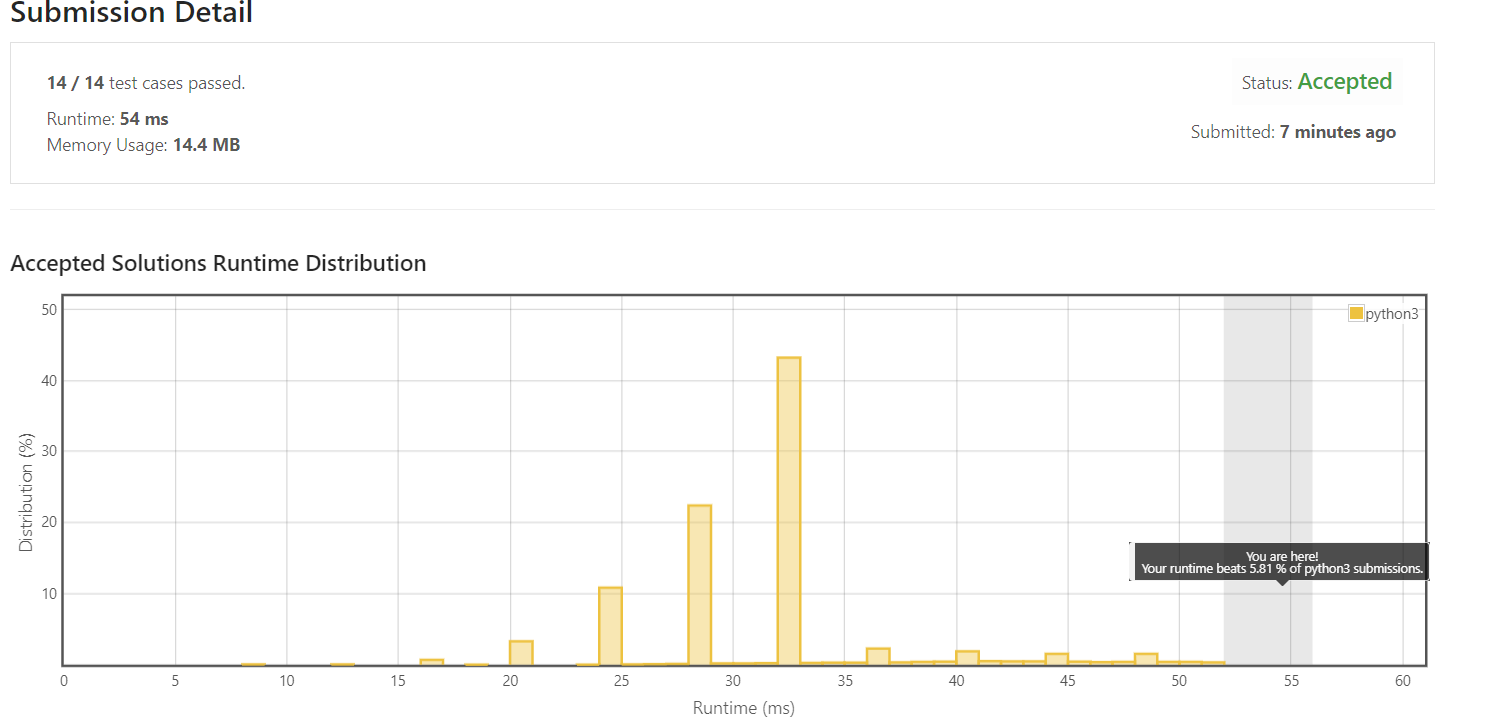 Submission Detail
14 / 14 test cases passed.
Status: Accepted
Runtime: 54 ms
Memory Usage: 14.4 MB
Submitted: 7 minutes ago
Accepted Solutions Runtime Distribution
50
python3
40
30
20
10
Distribution (%)
You are here!
Your runtime beats 5.81 % of python3 submissions.
0 5 10 15 20 25 30 35 40 45 50 55 60
Runtime (ms)